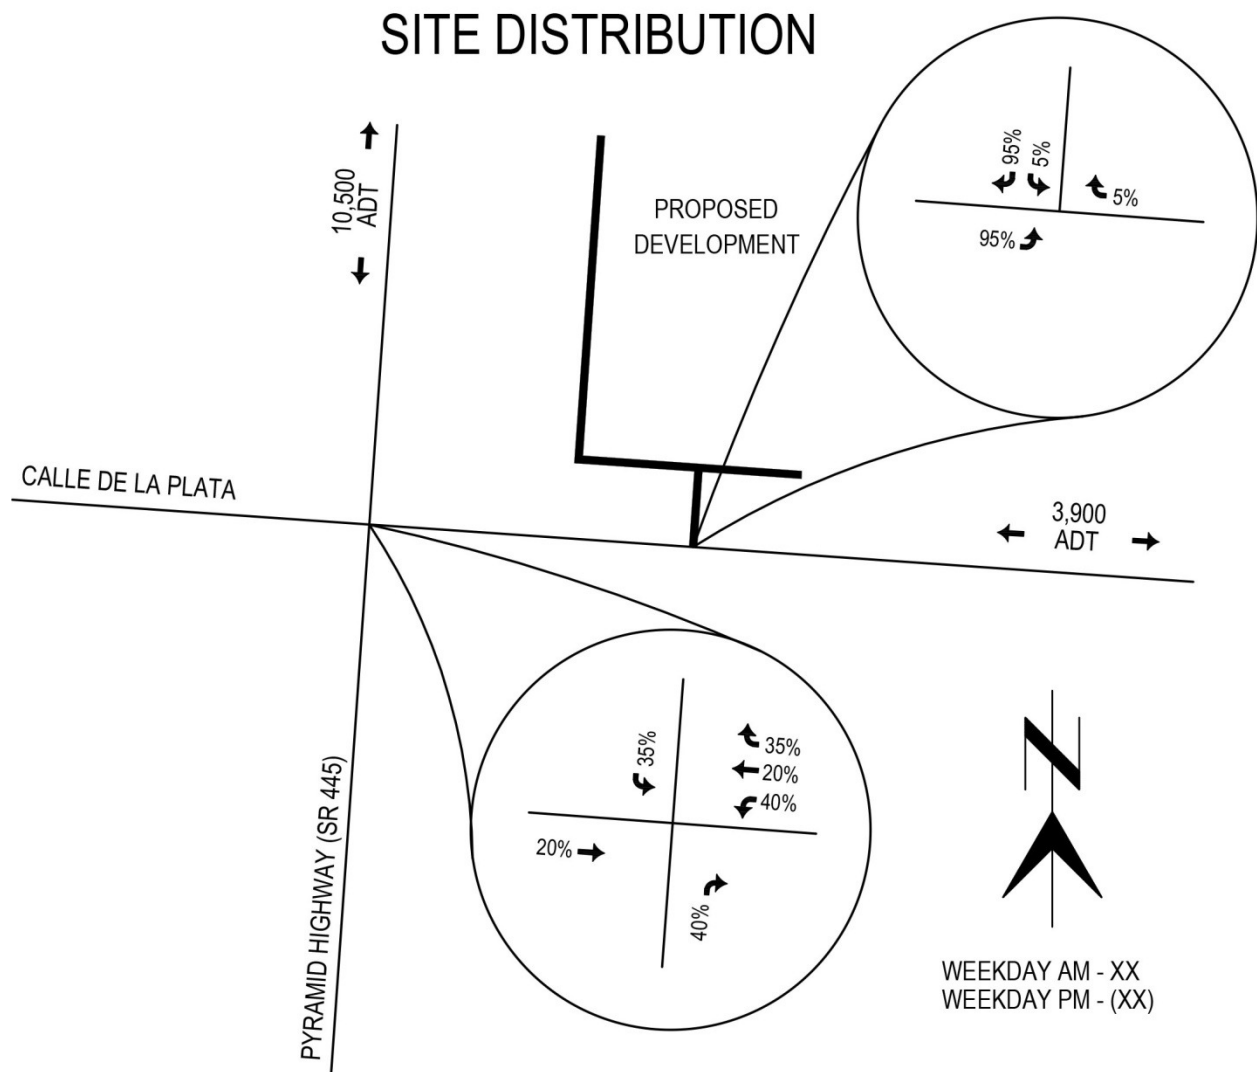 SITE DISTRIBUTION
10,500
ADT
PROPOSED
DEVELOPMENT
95%
5%
5%
95%
CALLE DE LA PLATA
3,900
ADT
PYRAMID HIGHWAY (SR 445)
35%
35%
20%
40%
20%
40%
N
WEEKDAY AM - XX
WEEKDAY PM - (XX)